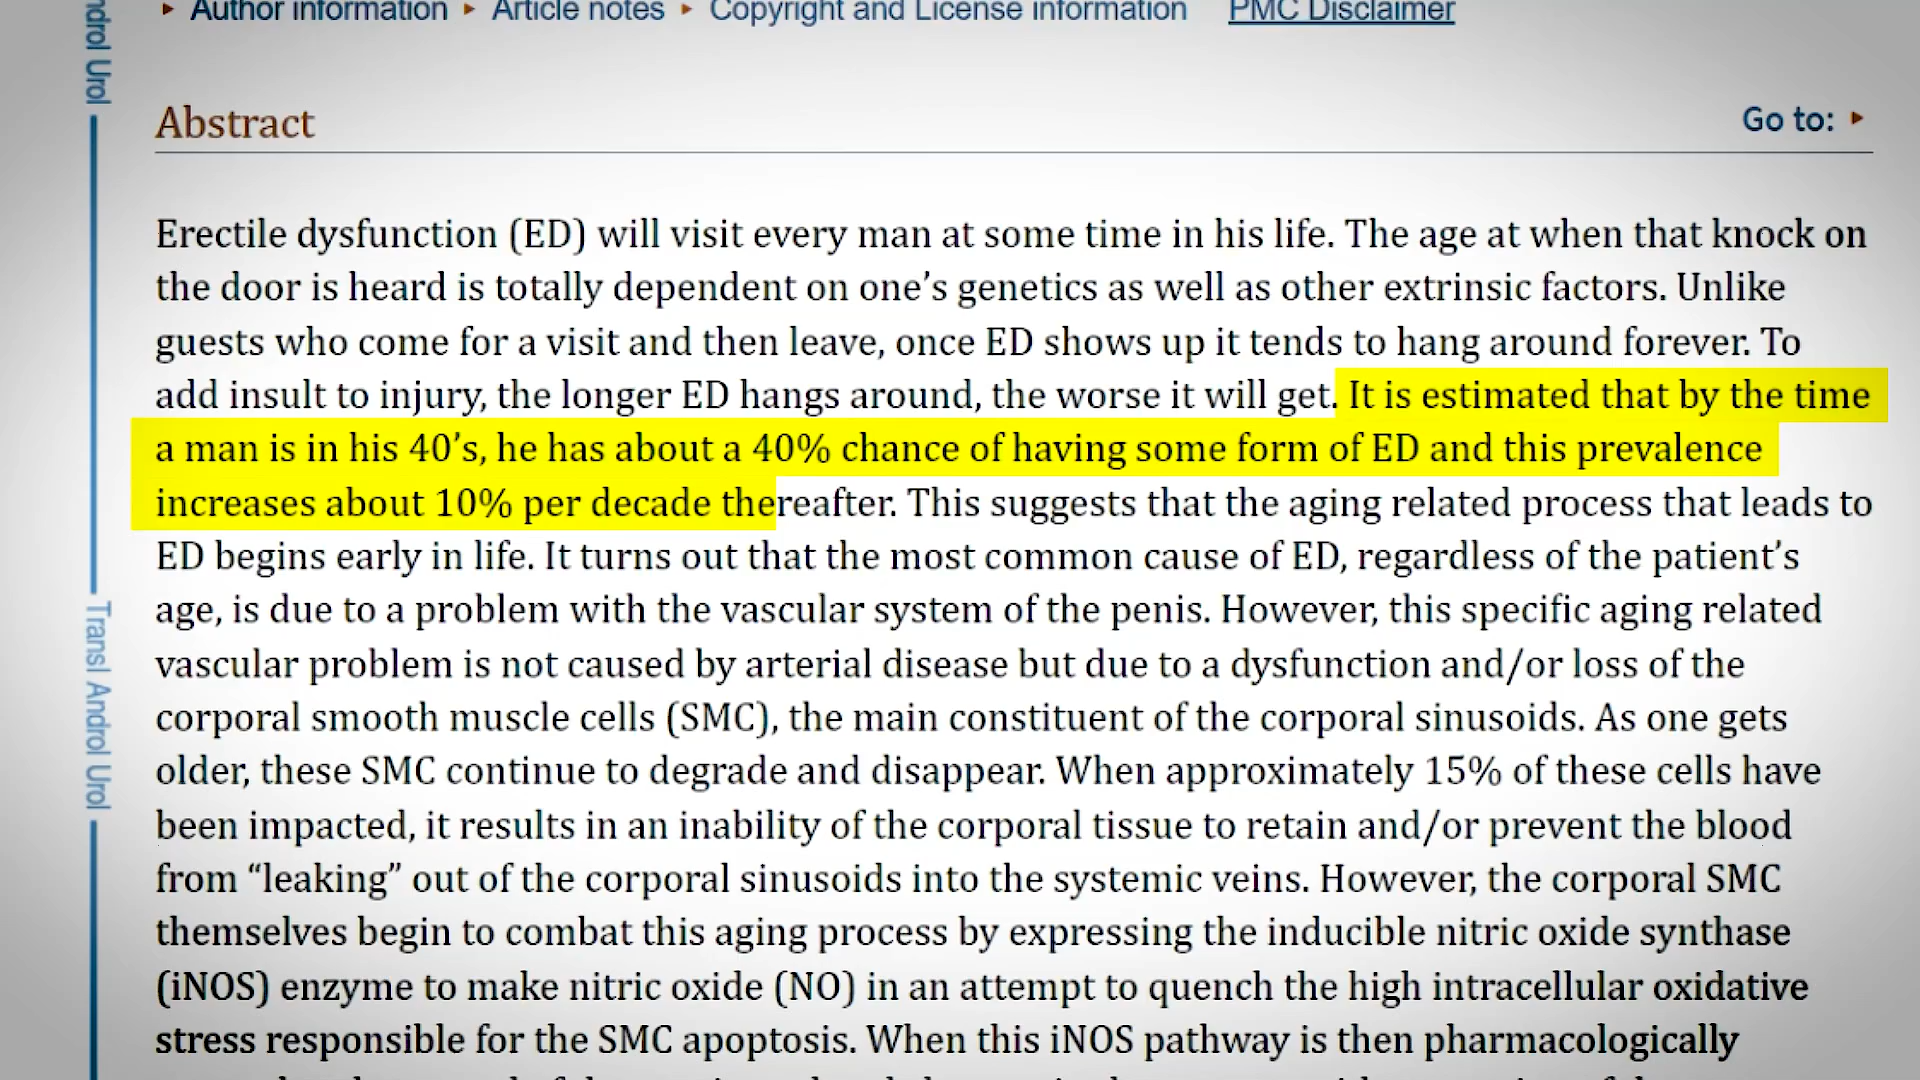 Author information Article notes Copyright and License information PMC Disclaimer
Abstract
Go to:
Erectile dysfunction (ED) will visit every man at some time in his life. The age at when that knock on
the door is heard is totally dependent on one’s genetics as well as other extrinsic factors. Unlike
guests who come for a visit and then leave, once ED shows up it tends to hang around forever. To
add insult to injury, the longer ED hangs around, the worse it will get. It is estimated that by the time
a man is in his 40’s, he has about a 40% chance of having some form of ED and this prevalence
increases about 10% per decade thereafter. This suggests that the aging related process that leads to
ED begins early in life. It turns out that the most common cause of ED, regardless of the patient’s
age, is due to a problem with the vascular system of the penis. However, this specific aging related
vascular problem is not caused by arterial disease but due to a dysfunction and/or loss of the
corporal smooth muscle cells (SMC), the main constituent of the corporal sinusoids. As one gets
older, these SMC continue to degrade and disappear. When approximately 15% of these cells have
been impacted, it results in an inability of the corporal tissue to retain and/or prevent the blood
from “leaking” out of the corporal sinusoids into the systemic veins. However, the corporal SMC
themselves begin to combat this aging process by expressing the inducible nitric oxide synthase
(iNOS) enzyme to make nitric oxide (NO) in an attempt to quench the high intracellular oxidative
stress responsible for the SMC apoptosis. When this iNOS pathway is then pharmacologically
Urol
Transl Androl Urol